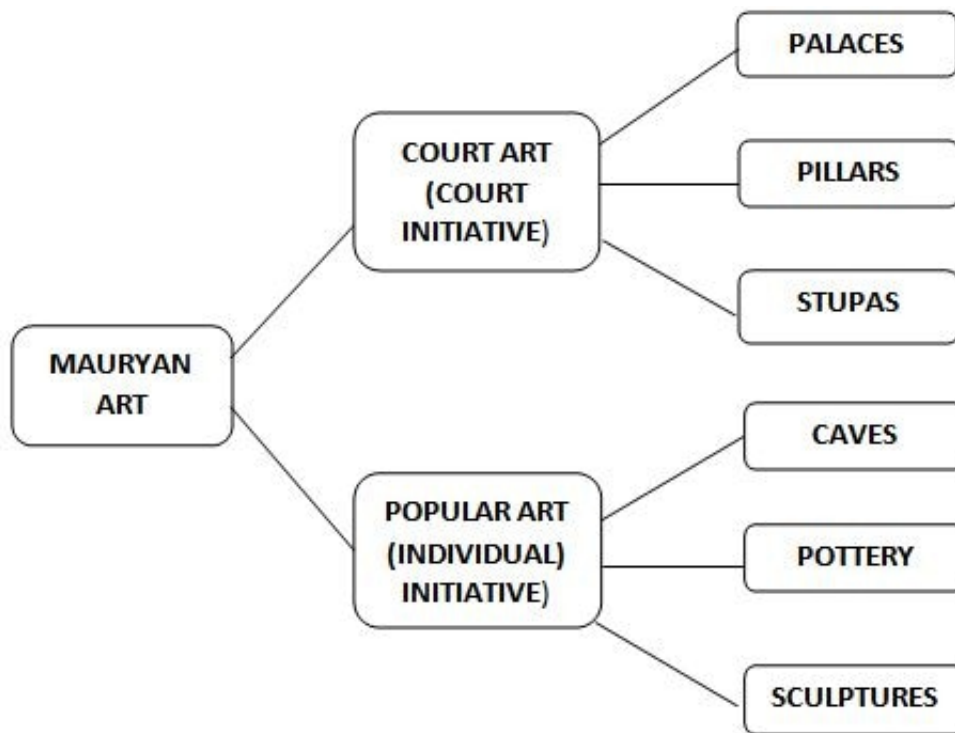 MAURYAN
ART
COURT ART
(COURT
INITIATIVE)
PALACES
PILLARS
STUPAS
POPULAR ART
(INDIVIDUAL)
INITIATIVE)
CAVES
POTTERY
SCULPTURES